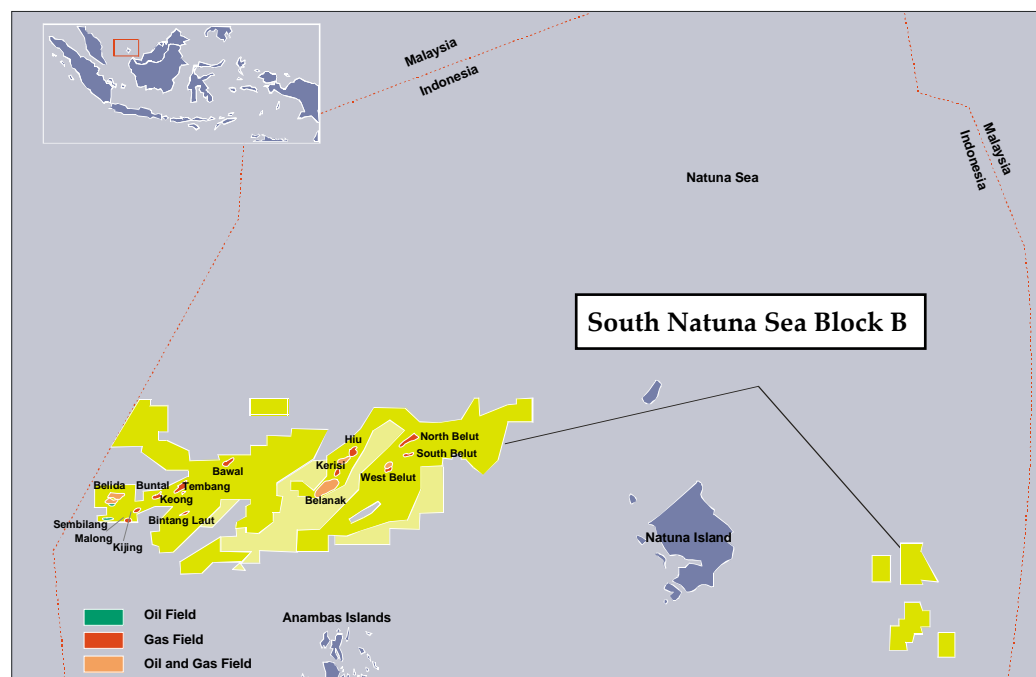 Malaysia
Indonesia
Malaysia
Indonesia
Natuna Sea
South Natuna Sea Block B
Hiu
North Belut
South Belut
Kerisi
West Belut
Bawal
Belanak
Belida
Buntal
Tembang
Keong
Bintang Laut
Sembilang
Malong
Kijing
Natuna Island
Anambas Islands
Oil Field
Gas Field
Oil and Gas Field